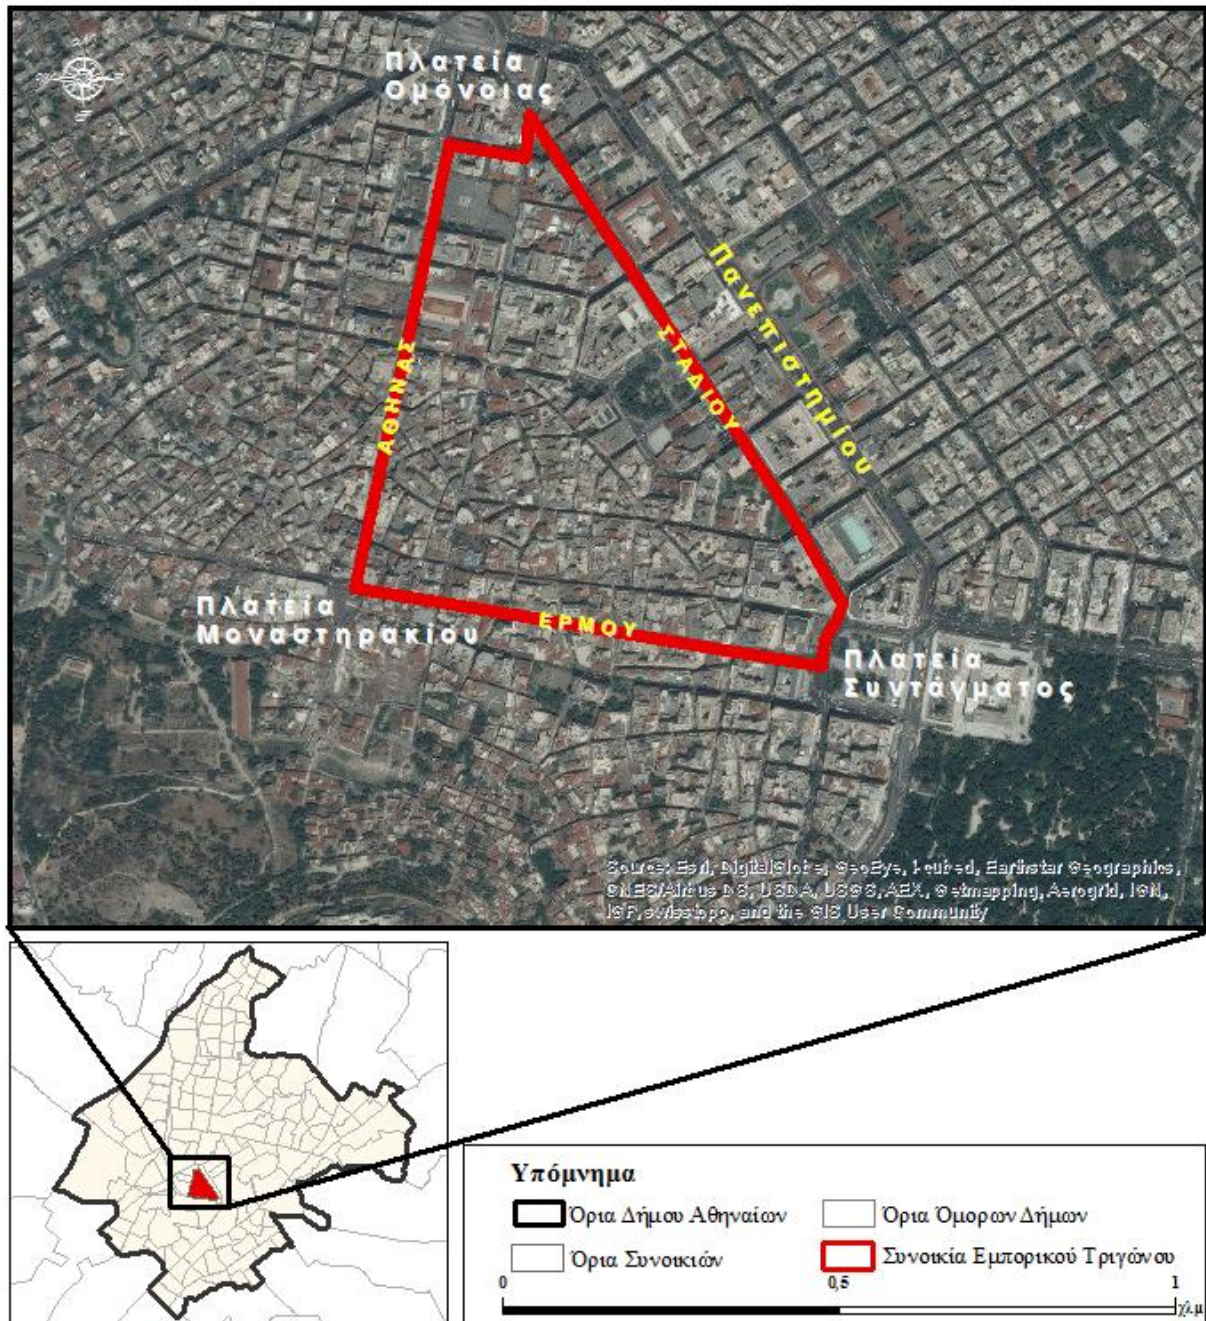 Πλατεία
Ομόνοιας
Πανεπιστημίου
ΣΤΑΔΙΟΥ
ΑΘΗΝΑΣ
Πλατεία
Μοναστηρακίου
ΕΡΜΟΥ
Πλατεία
Συντάγματος
Source: Esri, DigitalGlobe, GeoEye, i-cubed, Earthstar Geographics,
CNES/Airbus DS, USDA, USGS, AEX, Getmapping, Aerogrid, IGN,
IGP, swisstopo, and the GIS User Community
Υπόμνημα
Όρια Δήμου Αθηναίων
Όρια Όμορων Δήμων
Όρια Συνοικιών
Συνοικία Εμπορικού Τριγώνου
0 0,5 1
χλμ